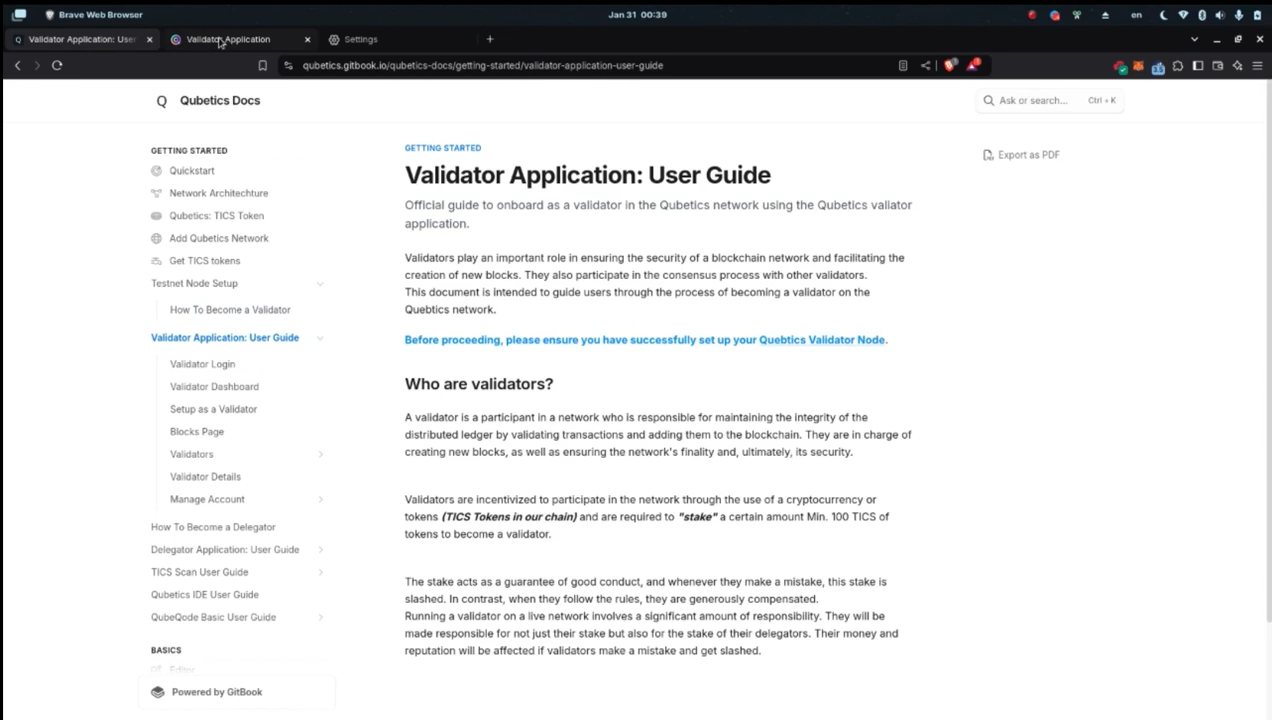 Brave Web Browser
Jan 31 00:39
en
Validator Application: User
Validator Application
Settings
qubetics.gitbook.io/qubetics-docs/getting-started/validator-application-user-guide
Q Qubetics Docs
Ask or search... Ctrl + K
GETTING STARTED
Quickstart
Network Architechture
Qubetics: TICS Token
Add Qubetics Network
Get TICS tokens
Testnet Node Setup
How To Become a Validator
Validator Application: User Guide
Validator Login
Validator Dashboard
Setup as a Validator
Blocks Page
Validators
Validator Details
Manage Account
How To Become a Delegator
Delegator Application: User Guide
TICS Scan User Guide
Qubetics IDE User Guide
QubeQode Basic User Guide
BASICS
Editor
Powered by GitBook
GETTING STARTED
Validator Application: User Guide
Official guide to onboard as a validator in the Qubetics network using the Qubetics valiator
application.
Validators play an important role in ensuring the security of a blockchain network and facilitating the
creation of new blocks. They also participate in the consensus process with other validators.
This document is intended to guide users through the process of becoming a validator on the
Quebtics network.
Before proceeding, please ensure you have successfully set up your Quebtics Validator Node.
Who are validators?
A validator is a participant in a network who is responsible for maintaining the integrity of the
distributed ledger by validating transactions and adding them to the blockchain. They are in charge of
creating new blocks, as well as ensuring the network's finality and, ultimately, its security.
Validators are incentivized to participate in the network through the use of a cryptocurrency or
tokens (TICS Tokens in our chain) and are required to "stake" a certain amount Min. 100 TICS of
tokens to become a validator.
The stake acts as a guarantee of good conduct, and whenever they make a mistake, this stake is
slashed. In contrast, when they follow the rules, they are generously compensated.
Running a validator on a live network involves a significant amount of responsibility. They will be
made responsible for not just their stake but also for the stake of their delegators. Their money and
reputation will be affected if validators make a mistake and get slashed.
Export as PDF